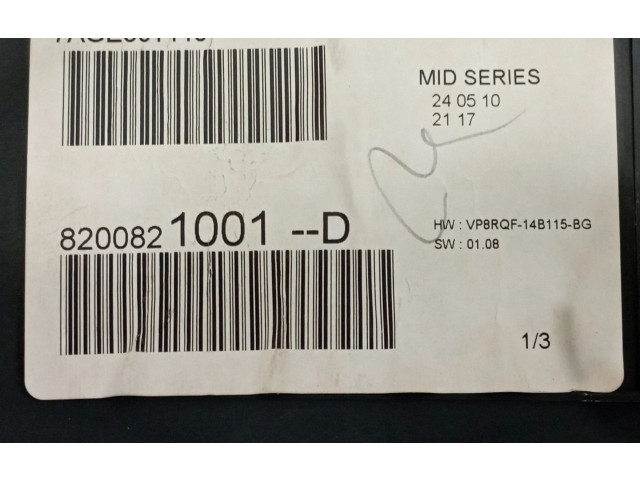 MID SERIES
24 05 10
21 17
8200821001 --D
HW : VP8RQF-14B115-BG
SW : 01.08
1/3